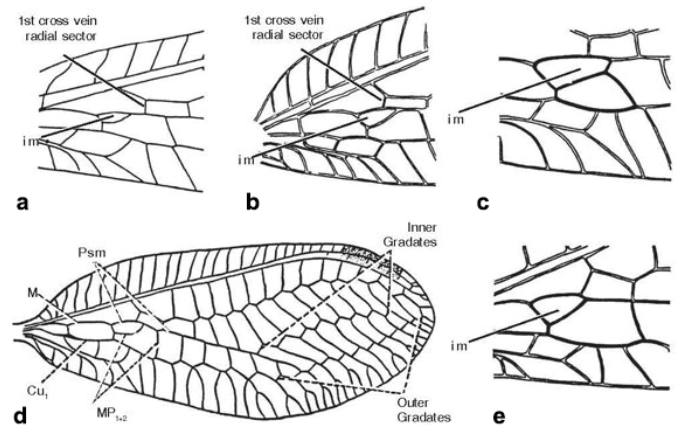 1st cross vein
radial sector
im
a
1st cross vein
radial sector
im
b
im
c
Psm
M
Cu₁
MP₁₊₂
Inner
Gradates
Outer
Gradates
d
im
e